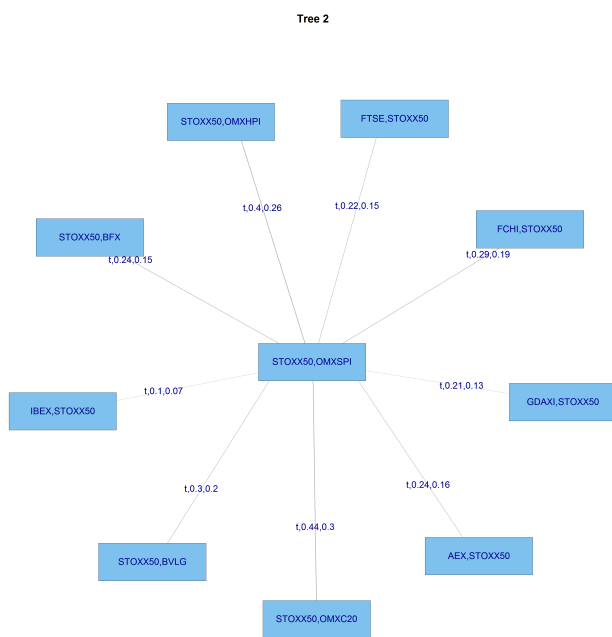 Tree 2
FTSE,STOXX50
STOXX50,OMXHPI
t,0.4,0.26
t,0.22,0.15
FCHI,STOXX50
STOXX50,BFX
t,0.29,0.19
t,0.24,0.15
STOXX50,OMXSPI
t,0.21,0.13
t,0.1,0.07
GDAXI,STOXX50
IBEX,STOXX50
t,0.24,0.16
t,0.3,0.2
t,0.44,0.3
AEX,STOXX50
STOXX50,BVLG
STOXX50,OMXC20